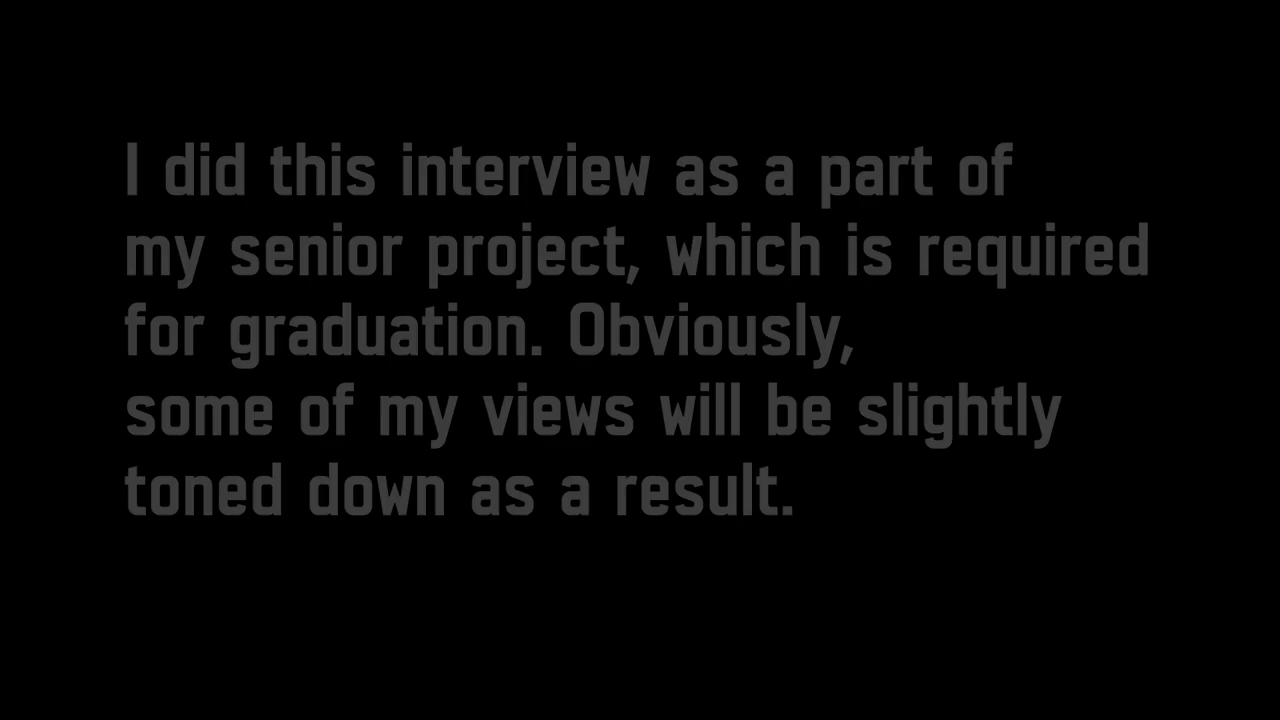 I did this interview as a part of
my senior project, which is required
for graduation. Obviously,
some of my views will be slightly
toned down as a result.